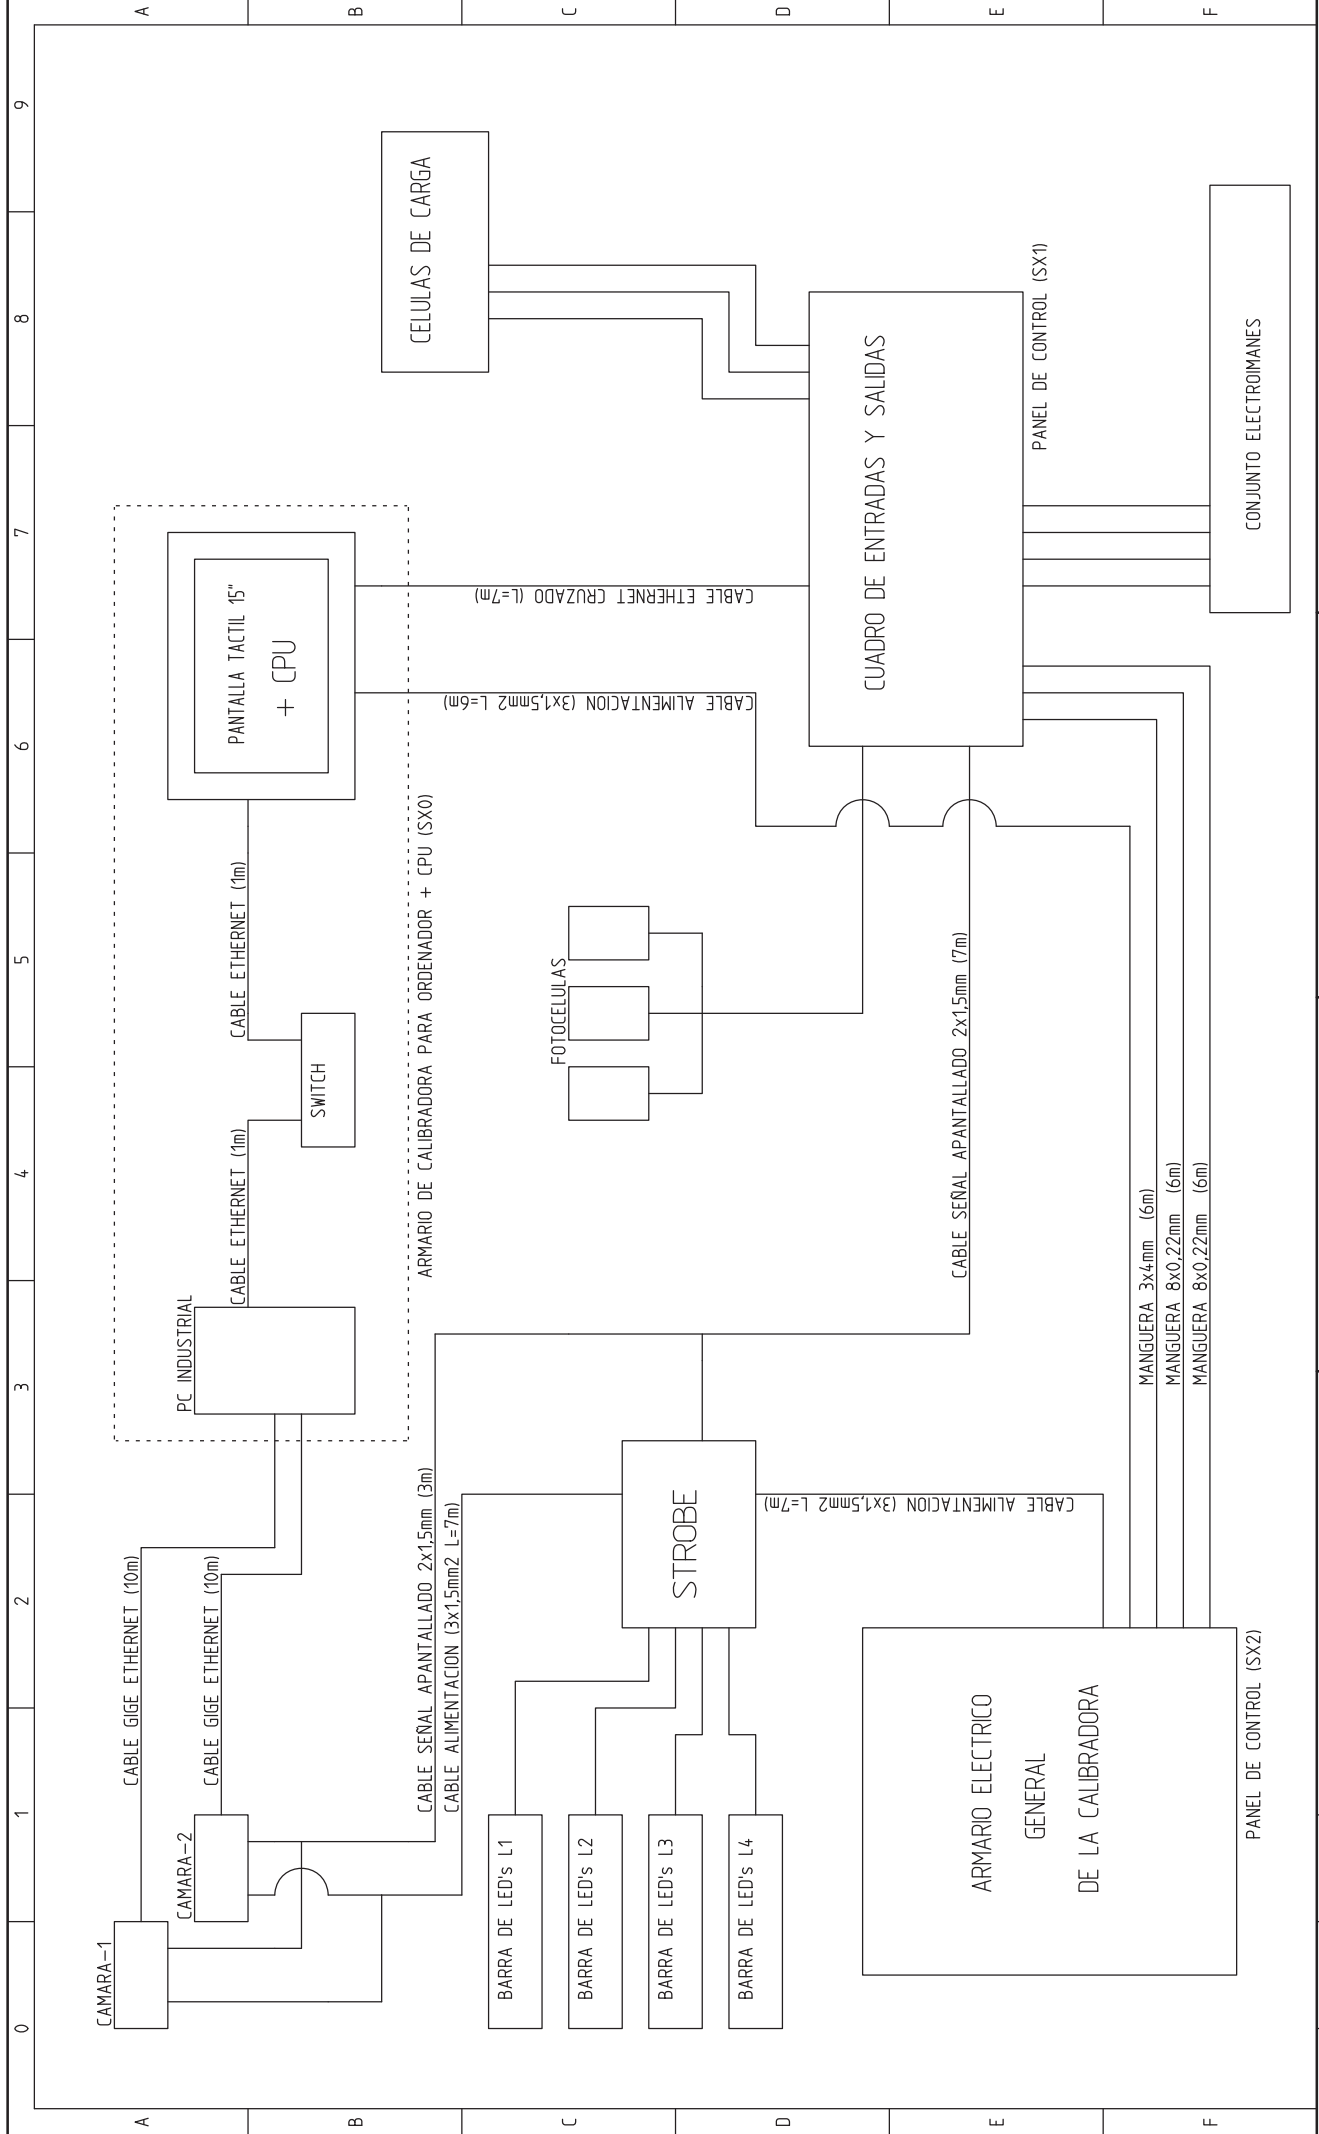 0 1 2 3 4 5 6 7 8 9
A
A
B
B
C
C
D
D
E
E
F
F
CAMARA-1
CAMARA-2
CABLE GIGE ETHERNET (10m)
CABLE GIGE ETHERNET (10m)
PC INDUSTRIAL
CABLE ETHERNET (1m)
SWITCH
CABLE ETHERNET (1m)
PANTALLA TACTIL 15"
+ CPU
ARMARIO DE CALIBRADORA PARA ORDENADOR + CPU (SX0)
CELULAS DE CARGA
CABLE SEÑAL APANTALLADO 2x1,5mm (3m)
CABLE ALIMENTACION (3x1,5mm2 L=7m)
CABLE ALIMENTACION (3x1,5mm2 L=6m)
CABLE ETHERNET CRUZADO (L=7m)
BARRA DE LED's L1
BARRA DE LED's L2
BARRA DE LED's L3
BARRA DE LED's L4
STROBE
FOTOCELULAS
CABLE ALIMENTACION (3x1,5mm2 L=7m)
CUADRO DE ENTRADAS Y SALIDAS
PANEL DE CONTROL (SX1)
CABLE SEÑAL APANTALLADO 2x1,5mm (7m)
ARMARIO ELECTRICO
GENERAL
DE LA CALIBRADORA
PANEL DE CONTROL (SX2)
MANGUERA 3x4mm (6m)
MANGUERA 8x0,22mm (6m)
MANGUERA 8x0,22mm (6m)
CONJUNTO ELECTROIMANES